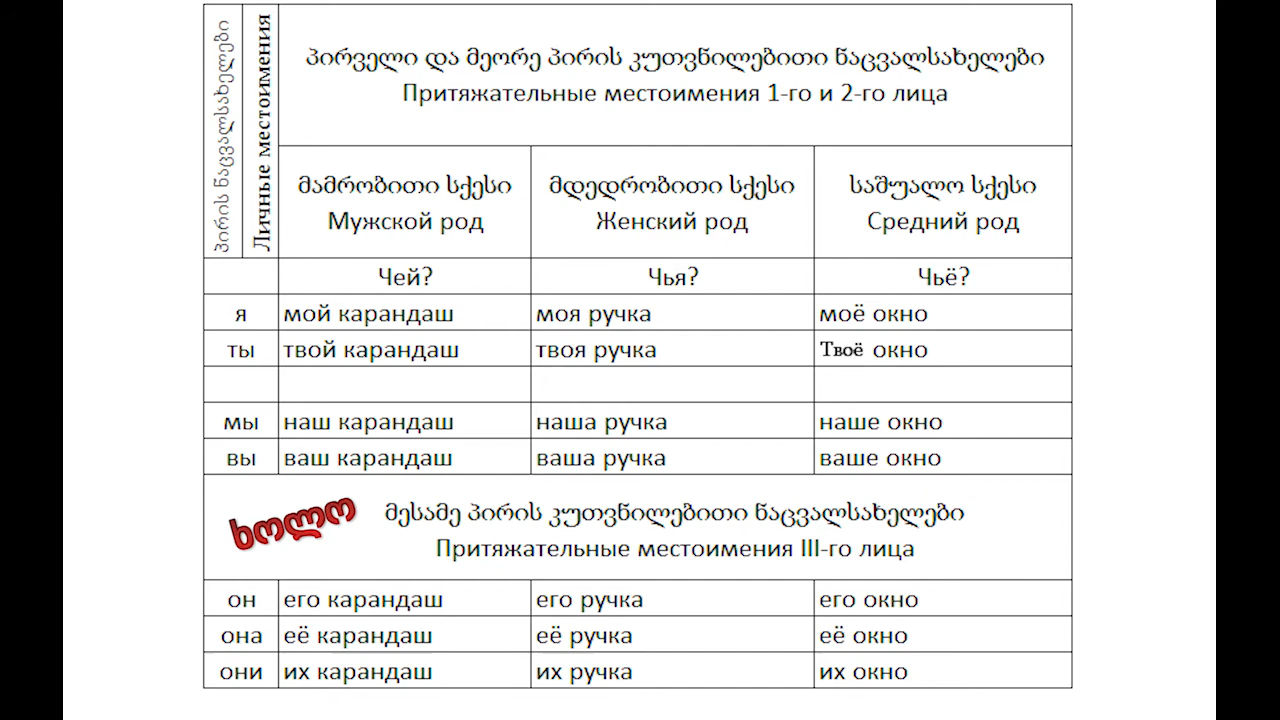 პირის ნაცვალსახელები
Личные местоимения
პირველი და მეორე პირის კუთვნილებითი ნაცვალსახელები
Притяжательные местоимения 1-го и 2-го лица
მამრობითი სქესი
Мужской род
მდედრობითი სქესი
Женский род
საშუალო სქესი
Средний род
Чей? Чья? Чьё?
я мой карандаш моя ручка моё окно
ты твой карандаш твоя ручка Твоё окно
мы наш карандаш наша ручка наше окно
вы ваш карандаш ваша ручка ваше окно
ხოლო
მესამე პირის კუთვნილებითი ნაცვალსახელები
Притяжательные местоимения III-го лица
он его карандаш его ручка его окно
она её карандаш её ручка её окно
они их карандаш их ручка их окно